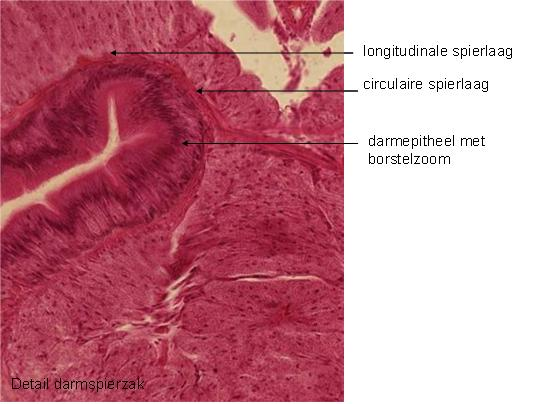 longitudinale spierlaag
circulaire spierlaag
darmepitheel met
borstelzoom
Detail darmspierzak